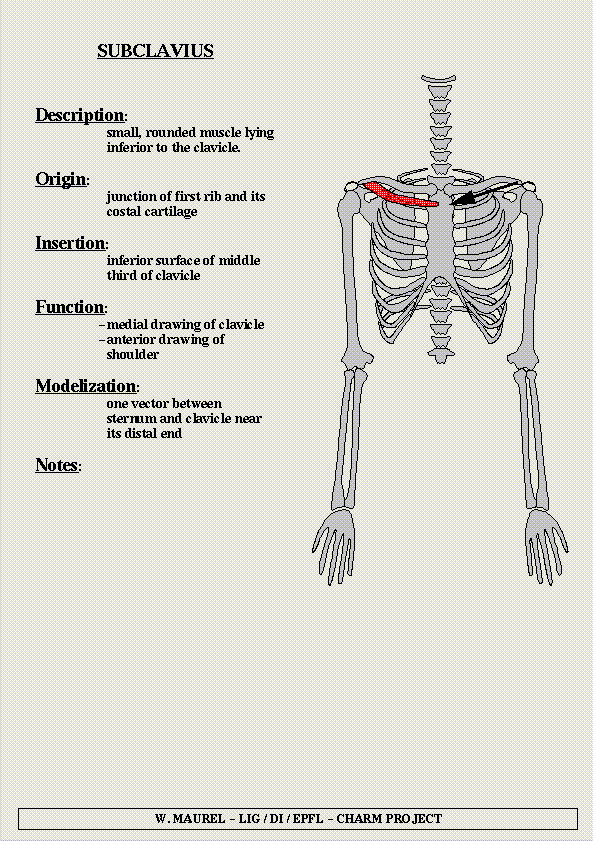 SUBCLAVIUS
Description:
small, rounded muscle lying
inferior to the clavicle.
Origin:
junction of first rib and its
costal cartilage
Insertion:
inferior surface of middle
third of clavicle
Function:
-medial drawing of clavicle
-anterior drawing of
shoulder
Modelization:
one vector between
sternum and clavicle near
its distal end
Notes:
W. MAUREL - LIG / DI / EPFL - CHARM PROJECT